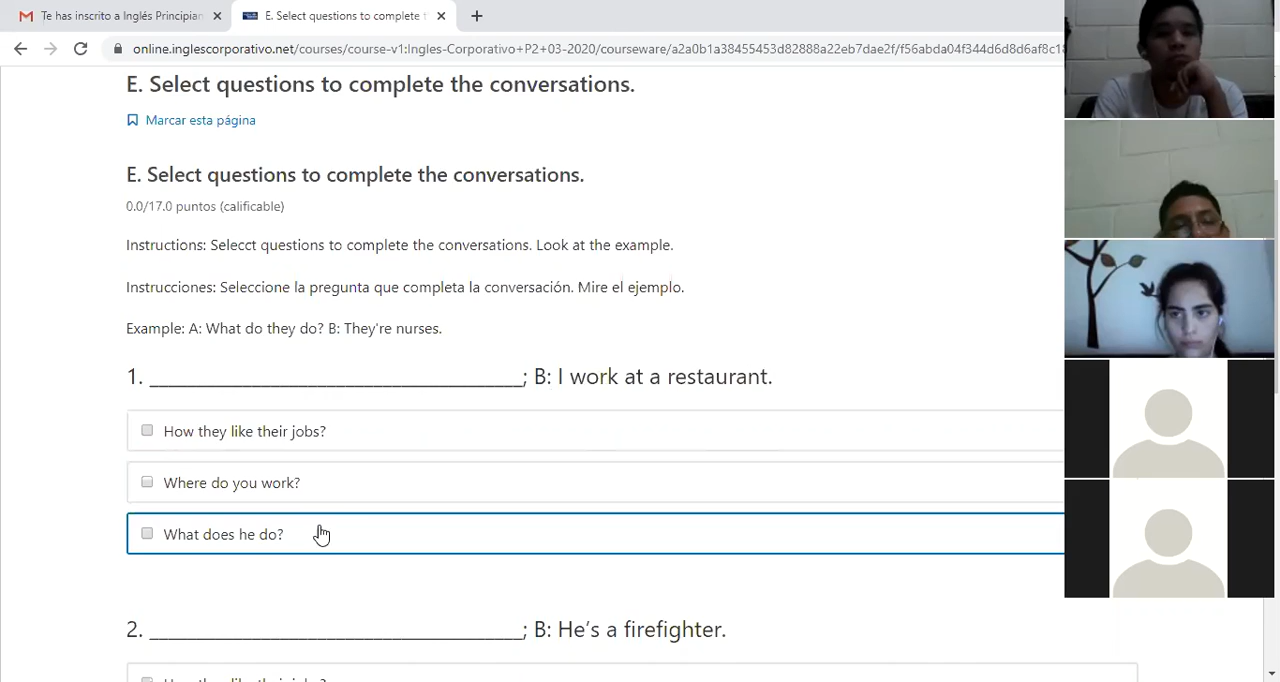 Te has inscrito a Inglés Principian
E. Select questions to complete t
online.inglescorporativo.net/courses/course-v1:Ingles-Corporativo+P2+03-2020/courseware/a2a0b1a38455453d82888a22eb7dae2f/f56abda04f344d6d8d6af8c18
E. Select questions to complete the conversations.
Marcar esta página
E. Select questions to complete the conversations.
0.0/17.0 puntos (calificable)
Instructions: Selecct questions to complete the conversations. Look at the example.
Instrucciones: Seleccione la pregunta que completa la conversación. Mire el ejemplo.
Example: A: What do they do? B: They're nurses.
1. ________________________________; B: I work at a restaurant.
How they like their jobs?
Where do you work?
What does he do?
2. ________________________________; B: He's a firefighter.